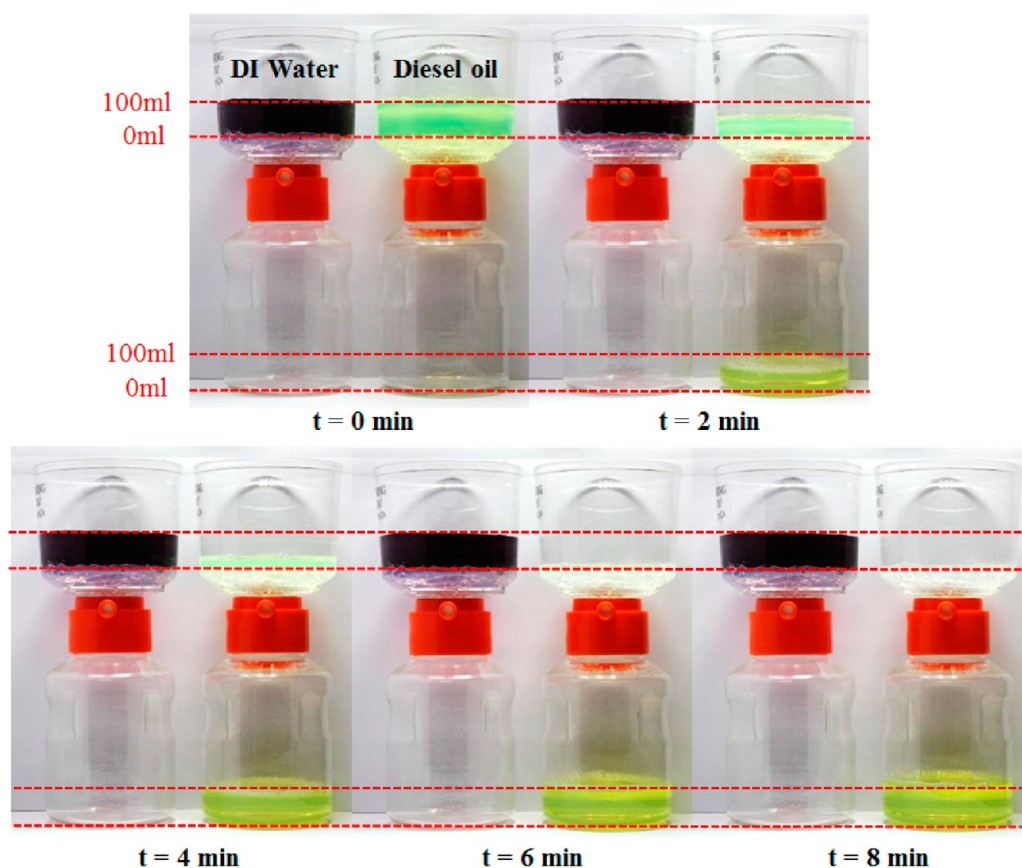 DI Water
Diesel oil
100ml
0ml
100ml
0ml
t = 0 min
t = 2 min
t = 4 min
t = 6 min
t = 8 min